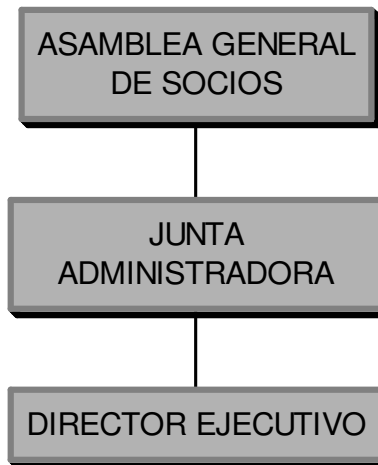 ASAMBLEA GENERAL
DE SOCIOS
JUNTA
ADMINISTRADORA
DIRECTOR EJECUTIVO